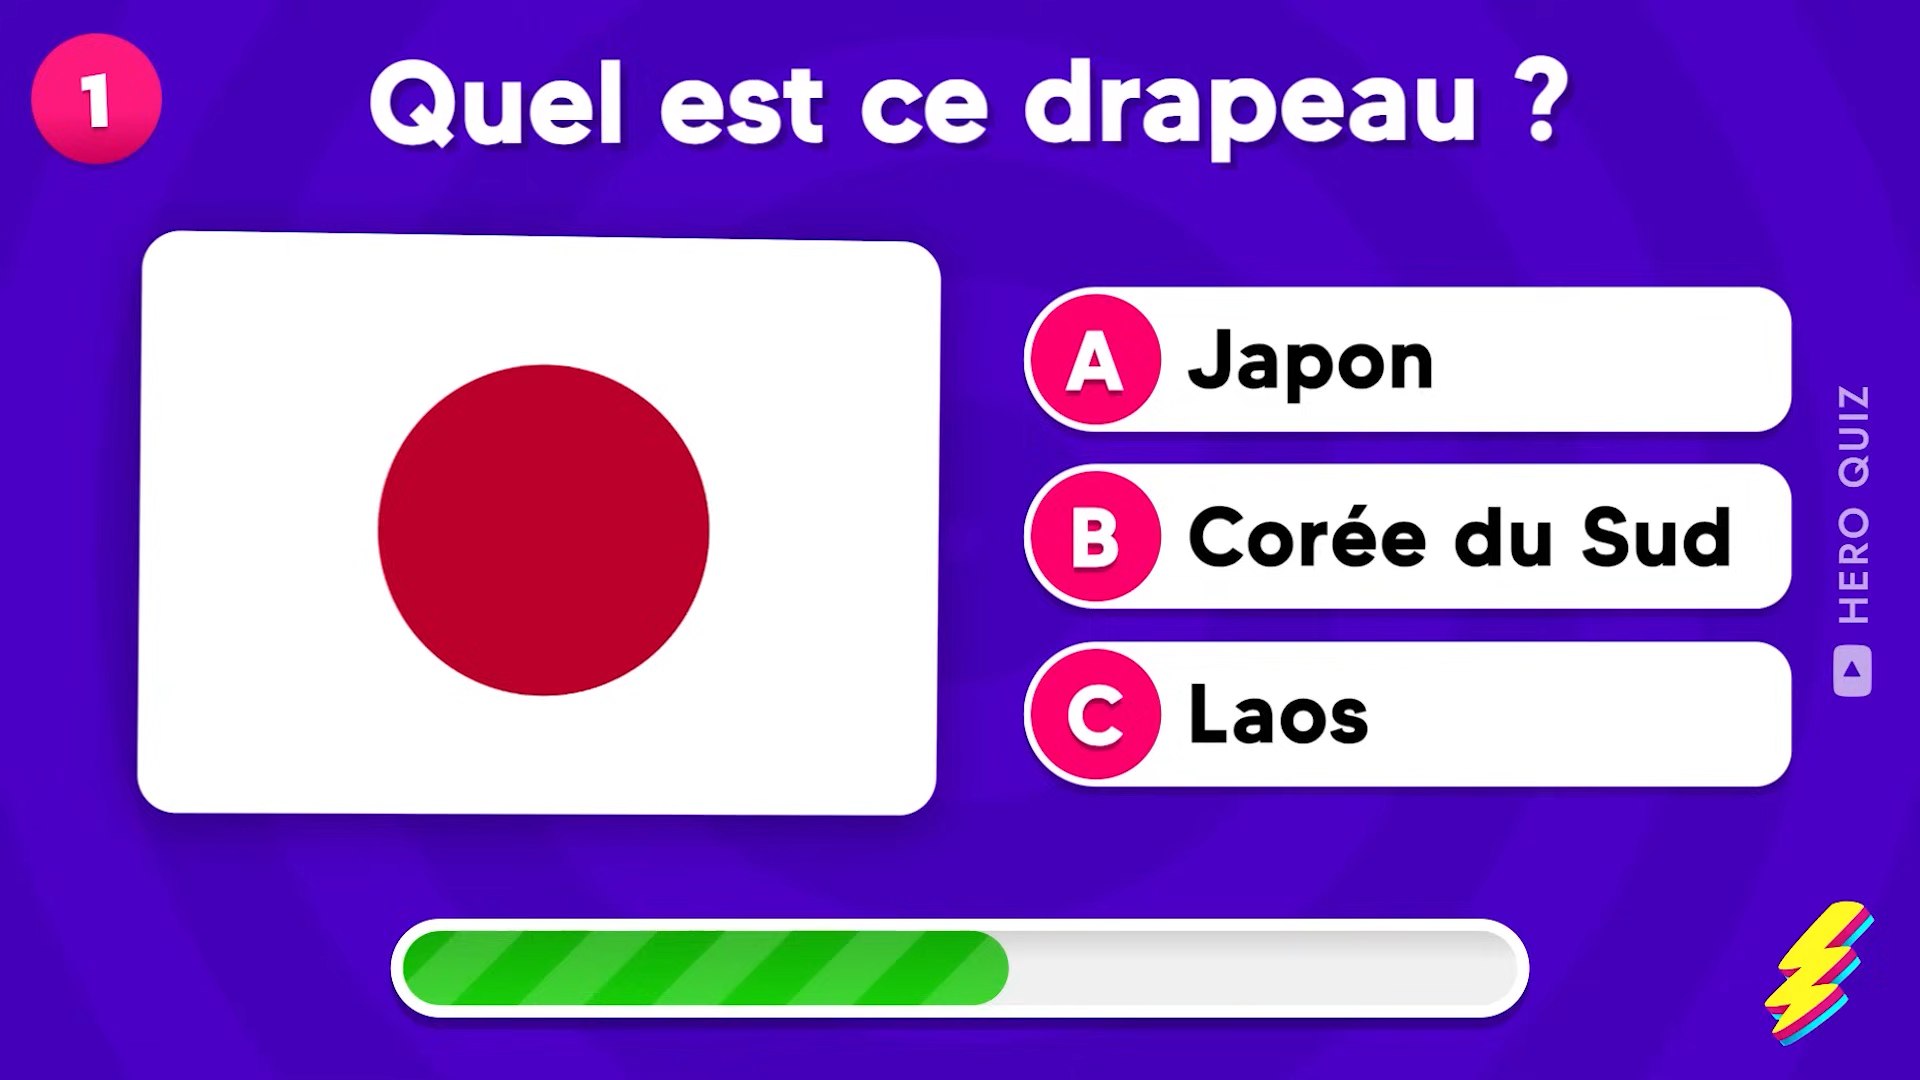 1
Quel est ce drapeau ?
A Japon
B Corée du Sud
C Laos
HERO QUIZ